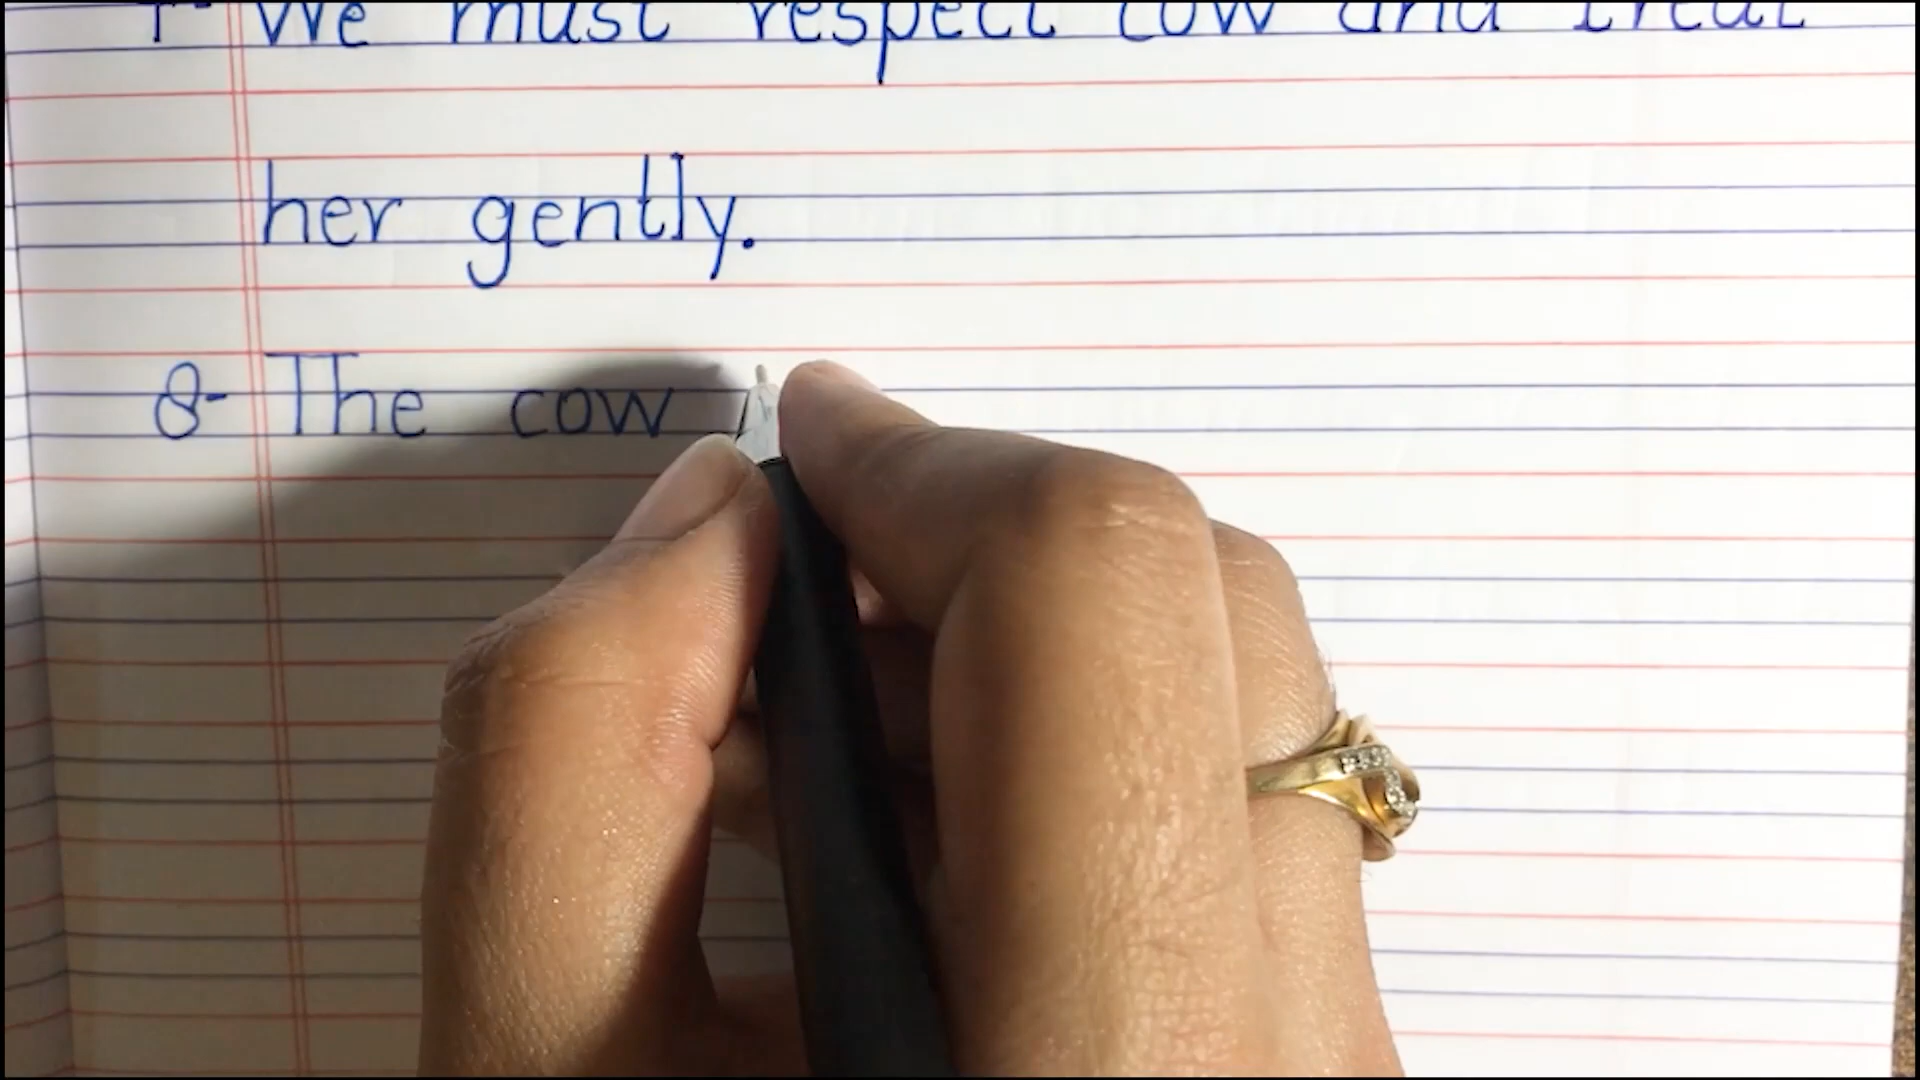 7- We must respect cow and treat
her gently.
8- The cow